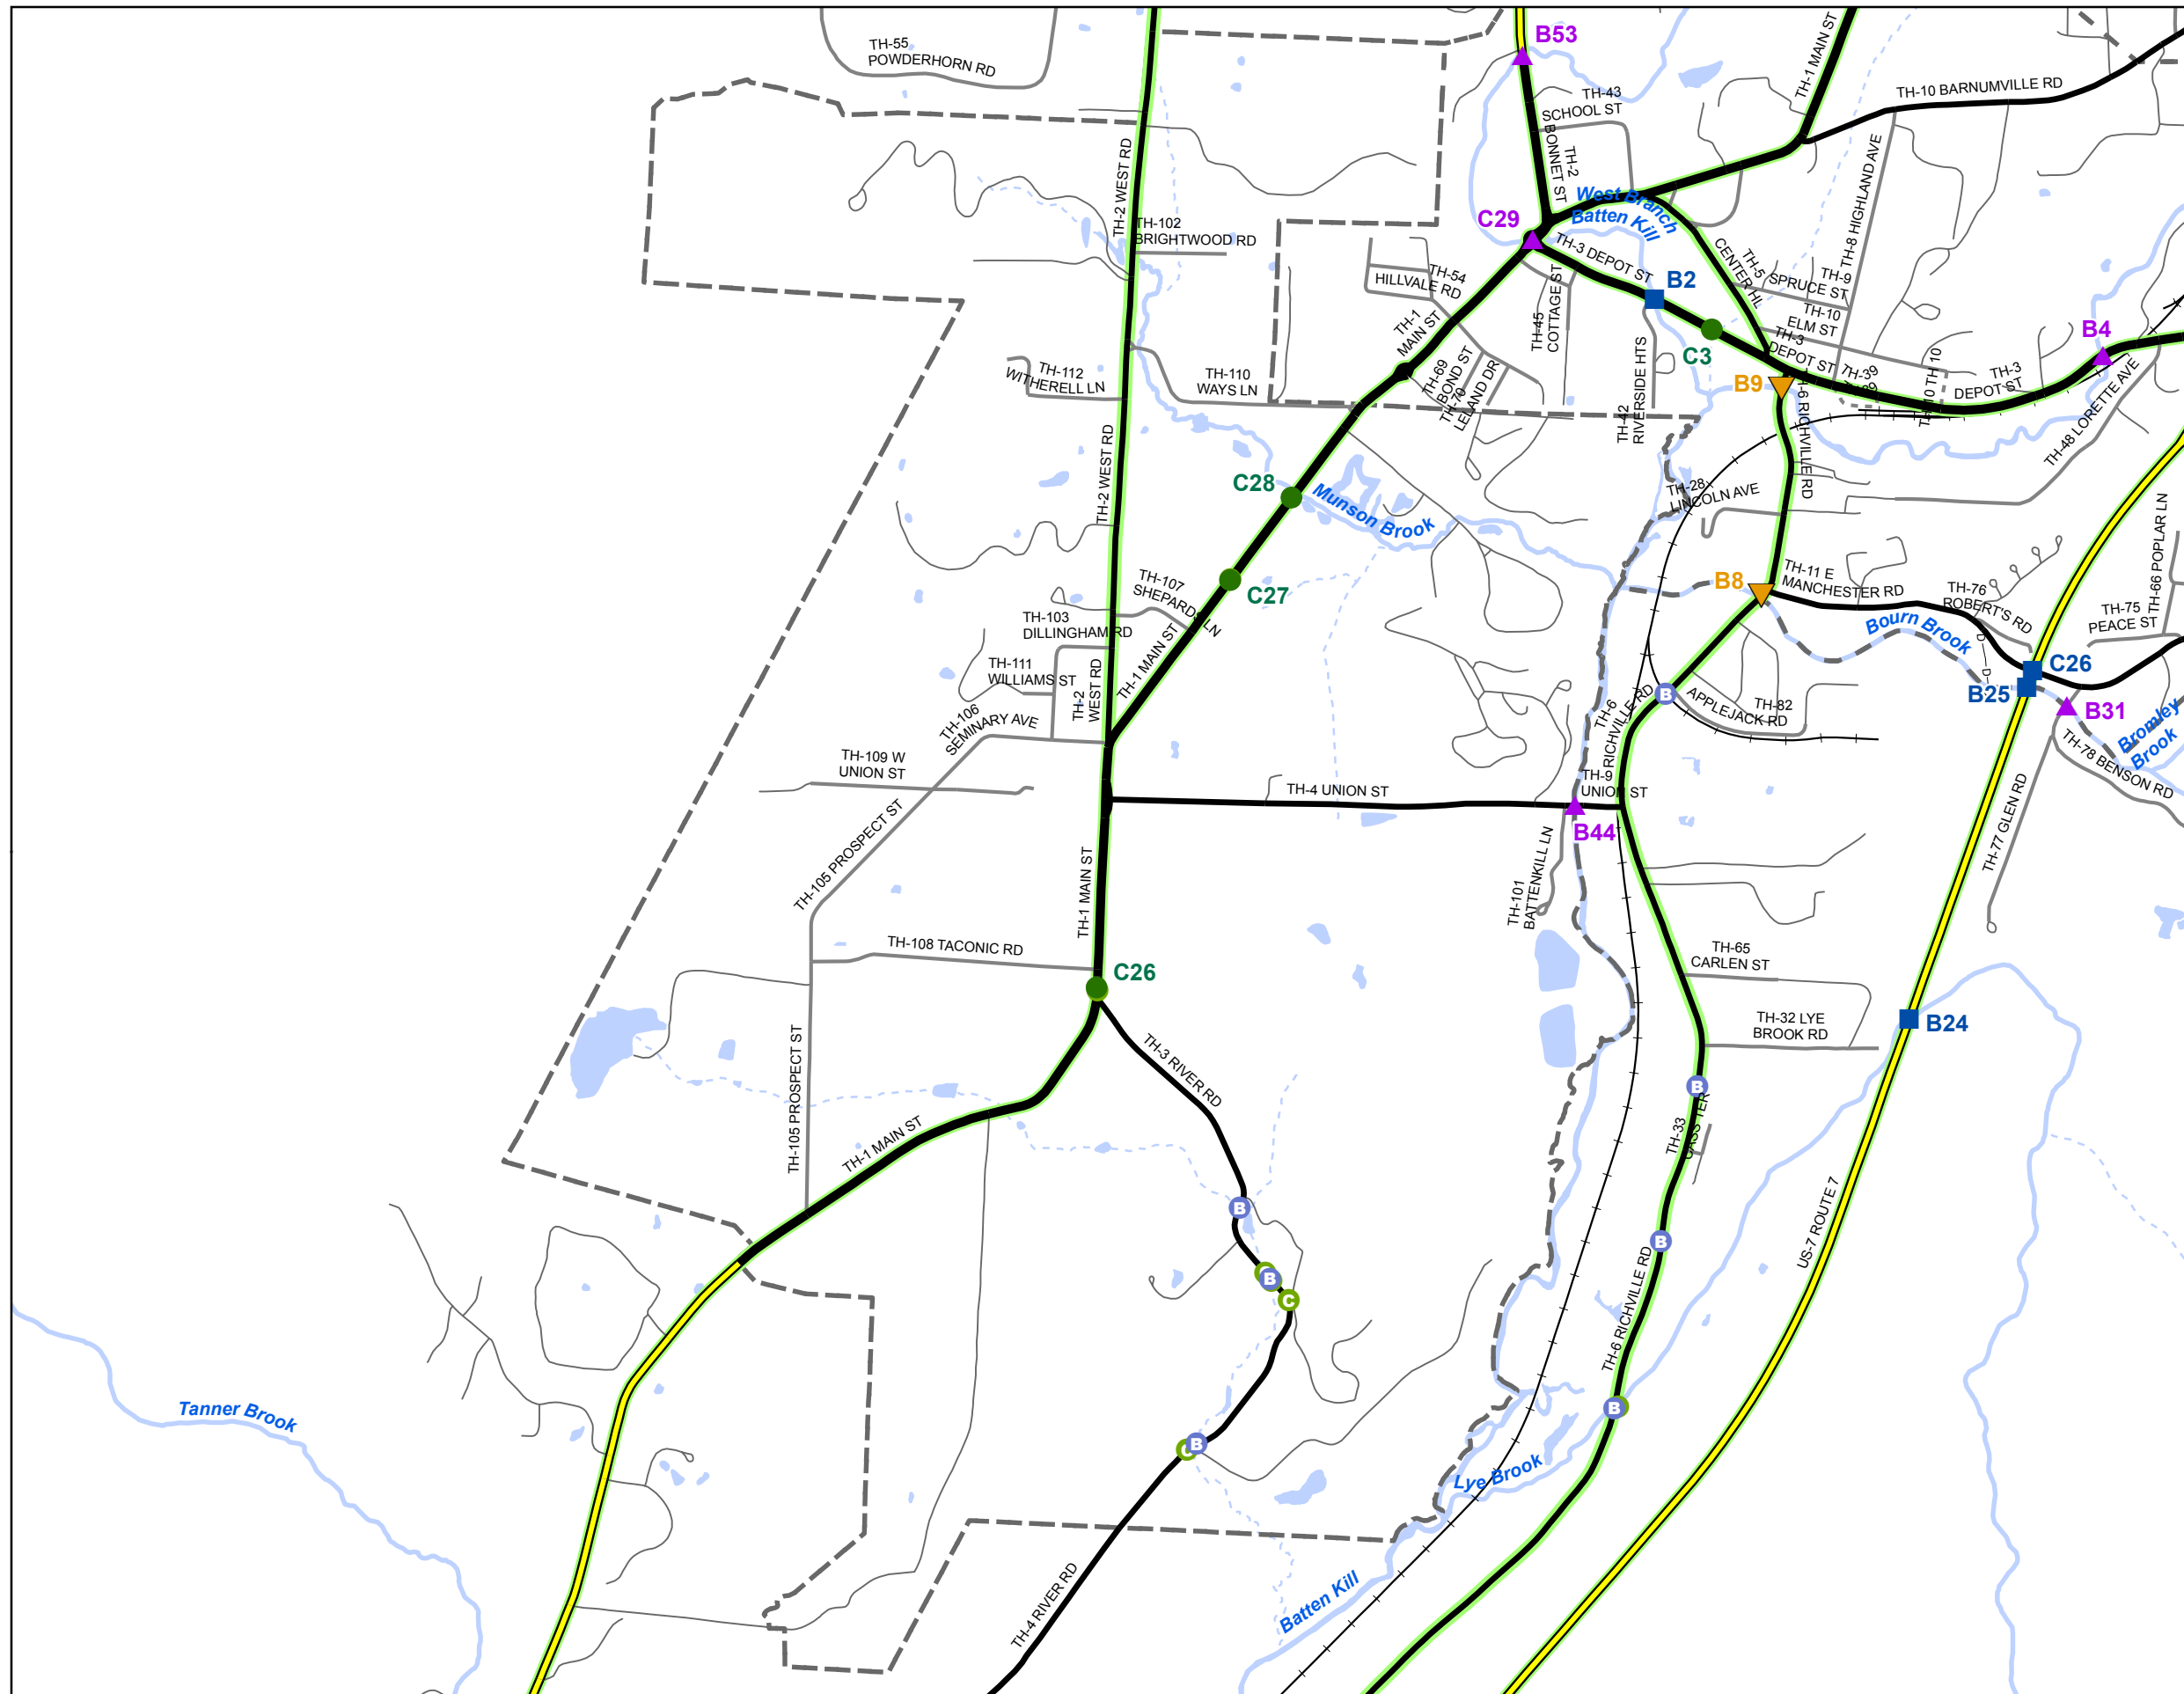 B53
TH-55
POWDERHORN RD
TH-1 MAIN ST
TH-10 BARNUMVILLE RD
TH-43
SCHOOL ST
TH-2
BONNET ST
TH-8 HIGHLAND AVE
TH-2 WEST RD
West Branch
Batten Kill
C29
TH-102
BRIGHTWOOD RD
TH-3 DEPOT ST
TH-5
CENTER HL
B2
TH-9
SPRUCE ST
TH-54
HILLVALE RD
TH-10
ELM ST
TH-45
COTTAGE ST
TH-1
MAIN ST
C3
TH-3
DEPOT ST
B4
TH-39
TH-10
TH-3
DEPOT ST
B9
TH-112
WITHERELL LN
TH-110
WAYS LN
TH-69
BOND ST
TH-70
LELAND DR
TH-42
RIVERSIDE HTS
TH-6 RICHVILLE RD
TH-48 LORETTE AVE
TH-2 WEST RD
C28
Munson Brook
TH-28
LINCOLN AVE
TH-66 POPLAR LN
C27
TH-107
SHEPARDS LN
B8
TH-11 E
MANCHESTER RD
TH-76
ROBERT'S RD
TH-75
PEACE ST
TH-103
DILLINGHAM RD
Bourn Brook
D
D
TH-111
WILLIAMS ST
TH-2
WEST RD
TH-1 MAIN ST
C26
B25
B31
B
TH-82
APPLEJACK RD
TH-6
RICHVILLE RD
Bromley
Brook
TH-106
SEMINARY AVE
TH-109 W
UNION ST
TH-78 BENSON RD
TH-4 UNION ST
TH-9
UNION ST
B44
TH-77 GLEN RD
TH-105 PROSPECT ST
TH-1 MAIN ST
TH-101
BATTENKILL LN
TH-108 TACONIC RD
TH-65
CARLEN ST
C26
TH-32 LYE
BROOK RD
B24
TH-3 RIVER RD
TH-105 PROSPECT ST
B
TH-33
TH-1 MAIN ST
B
B
US-7 ROUTE 7
B
C
TH-6 RICHVILLE RD
Tanner Brook
B
B
Lye Brook
Batten Kill
TH-4 RIVER RD